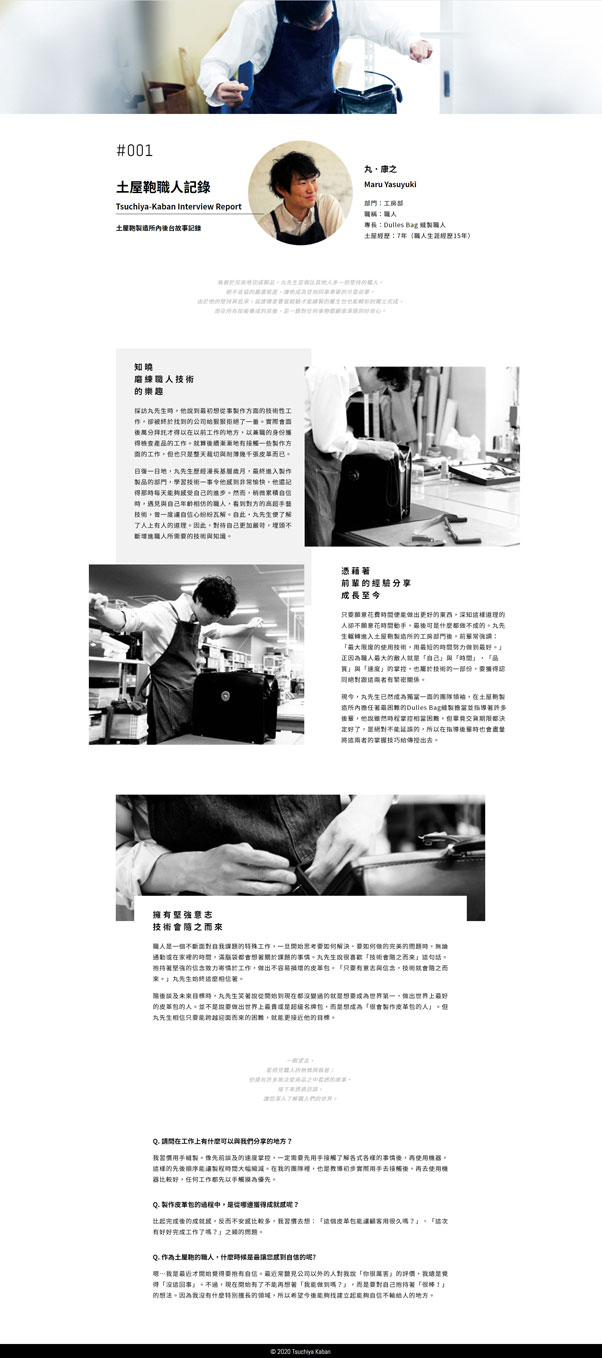 #001
土屋鞄職人記錄
Tsuchiya-Kaban Interview Report
土屋鞄製造所內後台故事記錄
丸・康之
Maru Yasuyuki
部門：工房部
職稱：職人
專長：Dulles Bag 縫製職人
土屋經歷：7年（職人生涯經歷15年）
知曉
磨練職人技術
的樂趣
採訪丸先生時，他說到最初想從事製作方面的技術性工
作，卻被終於找到的公司給狠狠拒絕了一番。實際會面
後萬分拜託才得以在以前工作的地方，以兼職的身份獲
得檢查產品的工作。就算後續漸漸地有接觸一些製作方
面的工作，但也只是整天裁切與削薄幾千張皮革而已。
日復一日地，丸先生歷經漫長基層歲月，最終進入製作
製品的部門，學習技術一事令他感到非常愉快，他還記
得那時每天能夠感受自己的進步。然而，稍微累積自信
時，遇見與自己年齡相仿的職人，看到對方的高超手藝
技術，曾一度讓自信心紛紛瓦解。自此，丸先生便了解
了人上有人的道理。因此，對待自己更加嚴苛，埋頭不
斷增進職人所需要的技術與知識。
憑藉著
前輩的經驗分享
成長至今
只要願意花費時間便能做出更好的東西，深知這樣道理的
人卻不願意花時間動手，最後可是什麼都做不成的。丸先
生輾轉進入土屋鞄製造所的工房部門後，前輩常強調：
「最大限度的使用技術，用最短的時間努力做到最好。」
正因為職人最大的敵人就是「自己」與「時間」，「品
質」與「速度」的掌控，也屬於技術的一部份，要獲得認
同絕對跟這兩者有緊密關係。
現今，丸先生已然成為獨當一面的團隊領袖，在土屋鞄製
造所內擔任著最困難的Dulles Bag縫製擔當並指導著許多
後輩，他說雖然時程掌控相當困難，但畢竟交貨期限都決
定好了，是絕對不能延誤的，所以在指導後輩時也會盡量
將這兩者的掌握技巧給傳授出去。
擁有堅強意志
技術會隨之而來
職人是一個不斷面對自我課題的特殊工作，一旦開始思考要如何解決、要如何做的完美的問題時，無論
通勤或在家裡的時間，滿腦袋都會想著關於課題的事情。丸先生說很喜歡「技術會隨之而來」這句話。
抱持著堅強的信念致力寄情於工作，做出不容易損壞的皮革包。「只要有意志與信念，技術就會隨之而
來。」丸先生始終這麼相信著。
隨後談及未來目標時，丸先生笑著說從開始到現在都沒變過的就是想要成為世界第一，做出世界上最好
的皮革包的人。並不是說要做出世界上最貴或是超級名牌包，而是想成為「很會製作皮革包的人」。但
丸先生相信只要能跨越迎面而來的困難，就能更接近他的目標。
Q. 請問在工作上有什麼可以與我們分享的地方？
我習慣用手縫製。像先前談及的速度掌控，一定需要先用手接觸了解各式各樣的事情後，再使用機器，
這樣的先後順序能讓製程時間大幅縮減。在我的團隊裡，也是教導初步實際用手去接觸後，再去使用機
器比較好，任何工作都先以手觸摸為優先。
Q. 製作皮革包的過程中，是從哪邊獲得成就感呢？
比起完成後的成就感，反而不安感比較多，我習慣去想：「這個皮革包能讓顧客用很久嗎？」、「這次
有好好完成工作了嗎？」之類的問題。
Q. 作為土屋鞄的職人，什麼時候是最讓您感到自信的呢?
嗯…我是最近才開始覺得要抱有自信。最近常聽見公司以外的人對我說「你很厲害」的評價，我總是覺
得「沒這回事」。不過，現在開始有了不能再想著「我能做到嗎？」，而是要對自己抱持著「很棒！」
的想法。因為我沒有什麼特別擅長的領域，所以希望今後能夠找建立起能夠自信不輸給人的地方。
© 2020 Tsuchiya Kaban